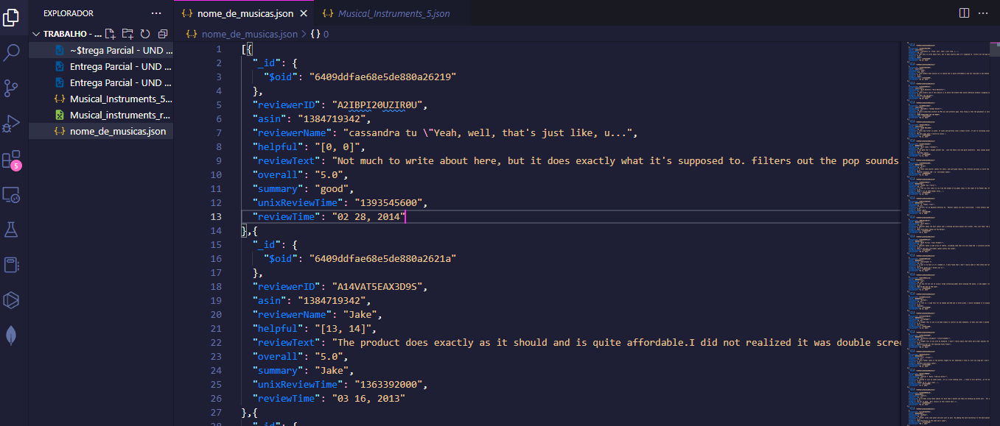 EXPLORADOR ...
nome_de_musicas.json
Musical_Instruments_5.json
TRABALHO - ...
nome_de_musicas.json > {} 0
~$trega Parcial - UND ...
Entrega Parcial - UND ...
Entrega Parcial - UND ...
Musical_Instruments_5...
Musical_instruments_r...
nome_de_musicas.json
5
1 [{
2 "_id": {
3 "$oid": "6409ddfae68e5de880a26219"
4 },
5 "reviewerID": "A2IBPI20UZIR0U",
6 "asin": "1384719342",
7 "reviewerName": "cassandra tu \"Yeah, well, that's just like, u...",
8 "helpful": "[0, 0]",
9 "reviewText": "Not much to write about here, but it does exactly what it's supposed to. filters out the pop sounds
10 "overall": "5.0",
11 "summary": "good",
12 "unixReviewTime": "1393545600",
13 "reviewTime": "02 28, 2014"
14 },{
15 "_id": {
16 "$oid": "6409ddfae68e5de880a2621a"
17 },
18 "reviewerID": "A14VAT5EAX3D9S",
19 "asin": "1384719342",
20 "reviewerName": "Jake",
21 "helpful": "[13, 14]",
22 "reviewText": "The product does exactly as it should and is quite affordable.I did not realized it was double scre
23 "overall": "5.0",
24 "summary": "Jake",
25 "unixReviewTime": "1363392000",
26 "reviewTime": "03 16, 2013"
27 },{
28 "_id": {